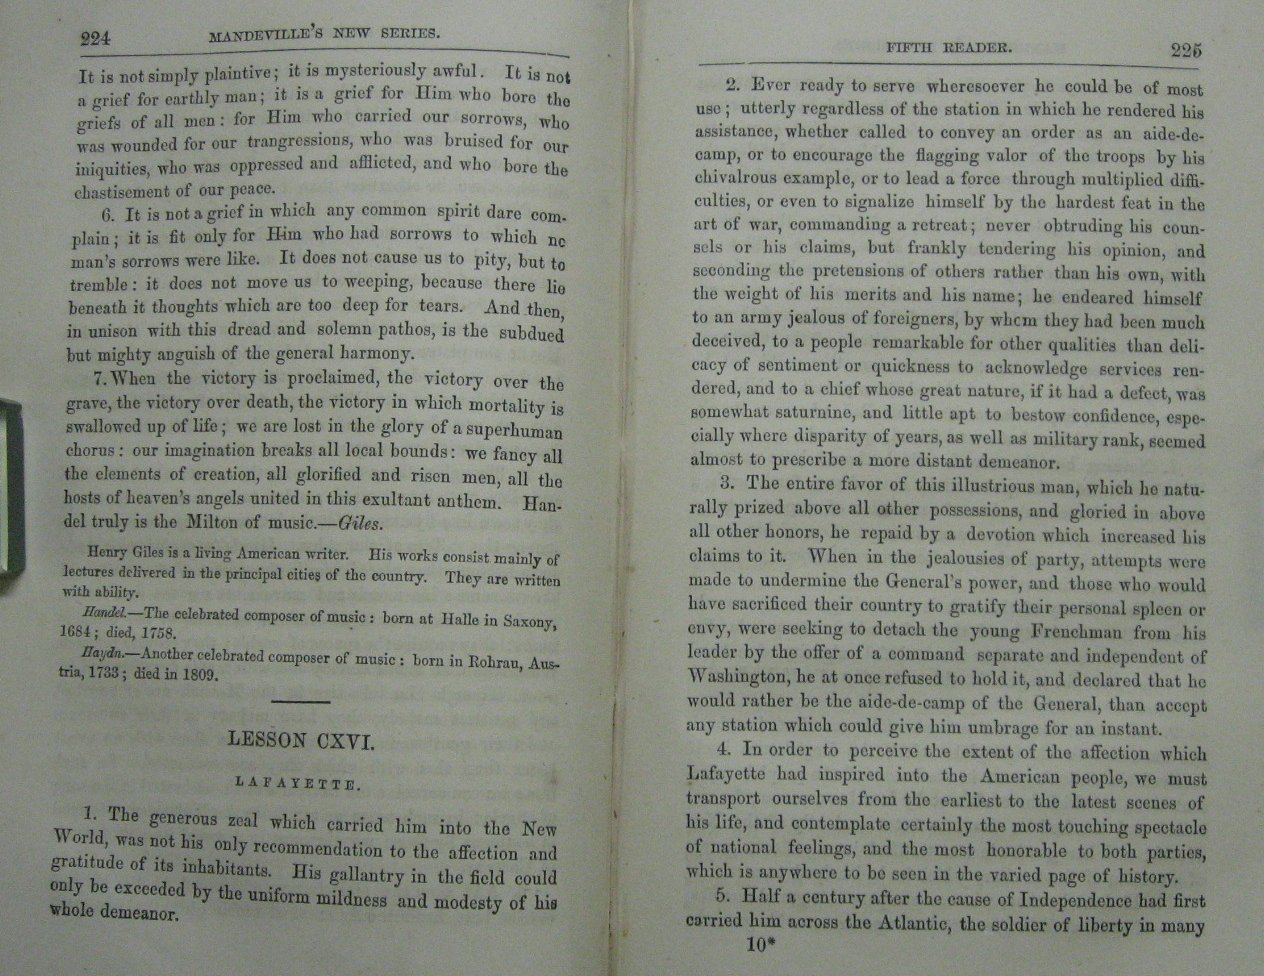 224 MANDEVILLE'S NEW SERIES.
It is not simply plaintive; it is mysteriously awful. It is not
a grief for earthly man; it is a grief for Him who bore the
griefs of all men: for Him who carried our sorrows, who
was wounded for our trangressions, who was bruised for our
iniquities, who was oppressed and afflicted, and who bore the
chastisement of our peace.
6. It is not a grief in which any common spirit dare com-
plain; it is fit only for Him who had sorrows to which no
man's sorrows were like. It does not cause us to pity, but to
tremble: it does not move us to weeping, because there lie
beneath it thoughts which are too deep for tears. And then,
in unison with this dread and solemn pathos, is the subdued
but mighty anguish of the general harmony.
7. When the victory is proclaimed, the victory over the
grave, the victory over death, the victory in which mortality is
swallowed up of life; we are lost in the glory of a superhuman
chorus: our imagination breaks all local bounds: we fancy all
the elements of creation, all glorified and risen men, all the
hosts of heaven's angels united in this exultant anthem. Han-
del truly is the Milton of music.—Giles.
Henry Giles is a living American writer. His works consist mainly of
lectures delivered in the principal cities of the country. They are written
with ability.
Handel.—The celebrated composer of music: born at Halle in Saxony,
1684; died, 1758.
Haydn.—Another celebrated composer of music: born in Rohrau, Aus-
tria, 1733; died in 1809.
LESSON CXVI.
LAFAYETTE.
1. The generous zeal which carried him into the New
World, was not his only recommendation to the affection and
gratitude of its inhabitants. His gallantry in the field could
only be exceeded by the uniform mildness and modesty of his
whole demeanor.
FIFTH READER. 225
2. Ever ready to serve wheresoever he could be of most
use; utterly regardless of the station in which he rendered his
assistance, whether called to convey an order as an aide-de-
camp, or to encourage the flagging valor of the troops by his
chivalrous example, or to lead a force through multiplied diffi-
culties, or even to signalize himself by the hardest feat in the
art of war, commanding a retreat; never obtruding his coun-
sels or his claims, but frankly tendering his opinion, and
seconding the pretensions of others rather than his own, with
the weight of his merits and his name; he endeared himself
to an army jealous of foreigners, by whom they had been much
deceived, to a people remarkable for other qualities than deli-
cacy of sentiment or quickness to acknowledge services ren-
dered, and to a chief whose great nature, if it had a defect, was
somewhat saturnine, and little apt to bestow confidence, espe-
cially where disparity of years, as well as military rank, seemed
almost to prescribe a more distant demeanor.
3. The entire favor of this illustrious man, which he natu-
rally prized above all other possessions, and gloried in above
all other honors, he repaid by a devotion which increased his
claims to it. When in the jealousies of party, attempts were
made to undermine the General's power, and those who would
have sacrificed their country to gratify their personal spleen or
envy, were seeking to detach the young Frenchman from his
leader by the offer of a command separate and independent of
Washington, he at once refused to hold it, and declared that he
would rather be the aide-de-camp of the General, than accept
any station which could give him umbrage for an instant.
4. In order to perceive the extent of the affection which
Lafayette had inspired into the American people, we must
transport ourselves from the earliest to the latest scenes of
his life, and contemplate certainly the most touching spectacle
of national feelings, and the most honorable to both parties,
which is anywhere to be seen in the varied page of history.
5. Half a century after the cause of Independence had first
carried him across the Atlantic, the soldier of liberty in many
10*